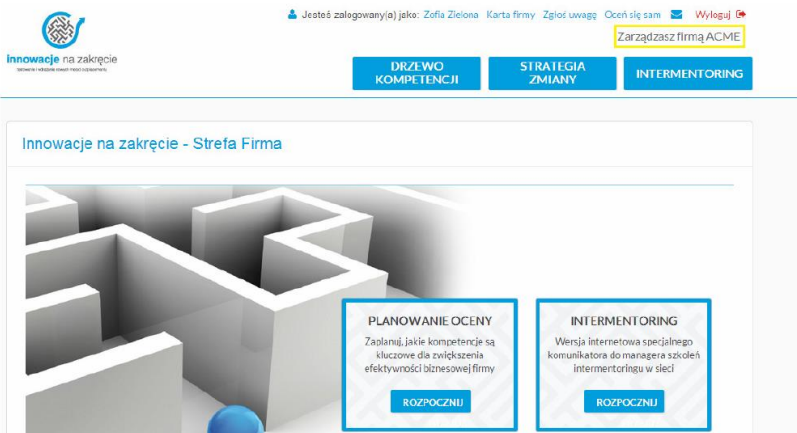 Jesteś zalogowany(a) jako: Zofia Zielona Karta firmy Zgłoś uwagę Oceń się sam Wyloguj
Zarządzasz firmą ACME
innowacje na zakręcie
DRZEWO
KOMPETENCJI
STRATEGIA
ZMIANY
INTERMENTORING
Innowacje na zakręcie - Strefa Firma
PLANOWANIE OCENY
Zaplanuj, jakie kompetencje są
kluczowe dla zwiększenia
efektywności biznesowej firmy
ROZPOCZNIJ
INTERMENTORING
Wersja internetowa specjalnego
komunikatora do managera szkoleń
intermentoringu w sieci
ROZPOCZNIJ